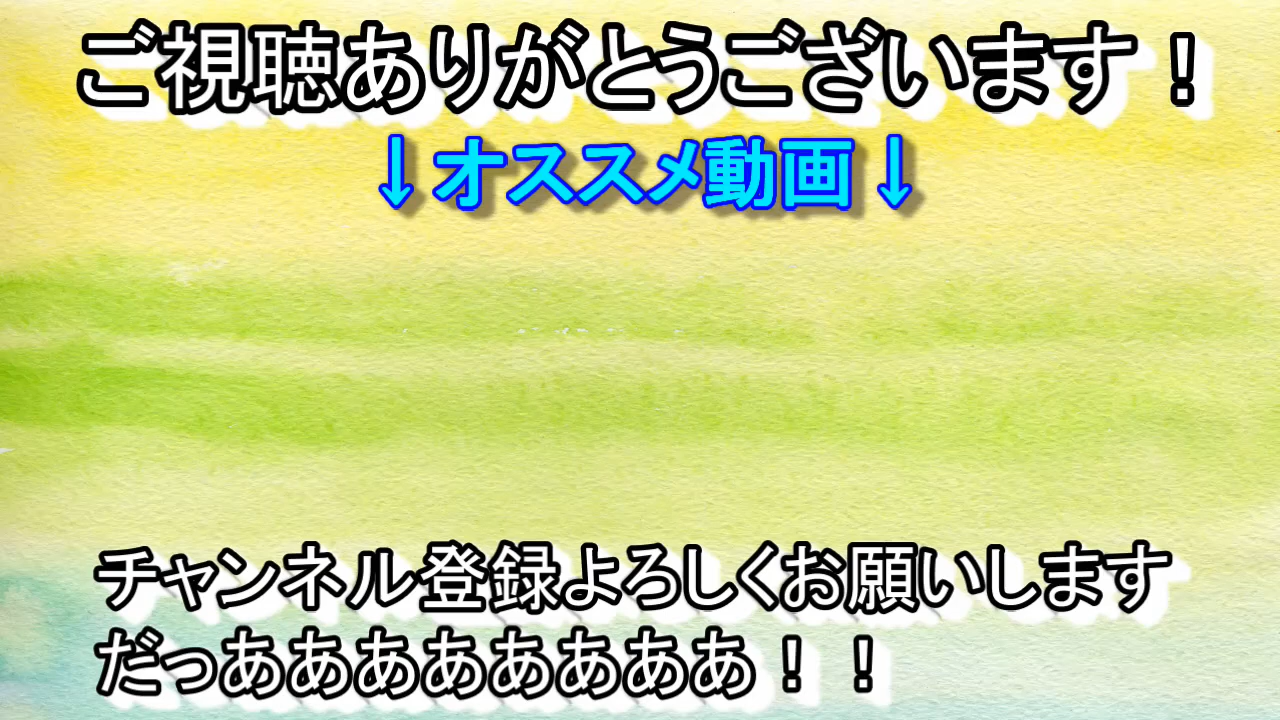 ご視聴ありがとうございます！
↓オススメ動画↓
チャンネル登録よろしくお願いします
だっああああああああ！！